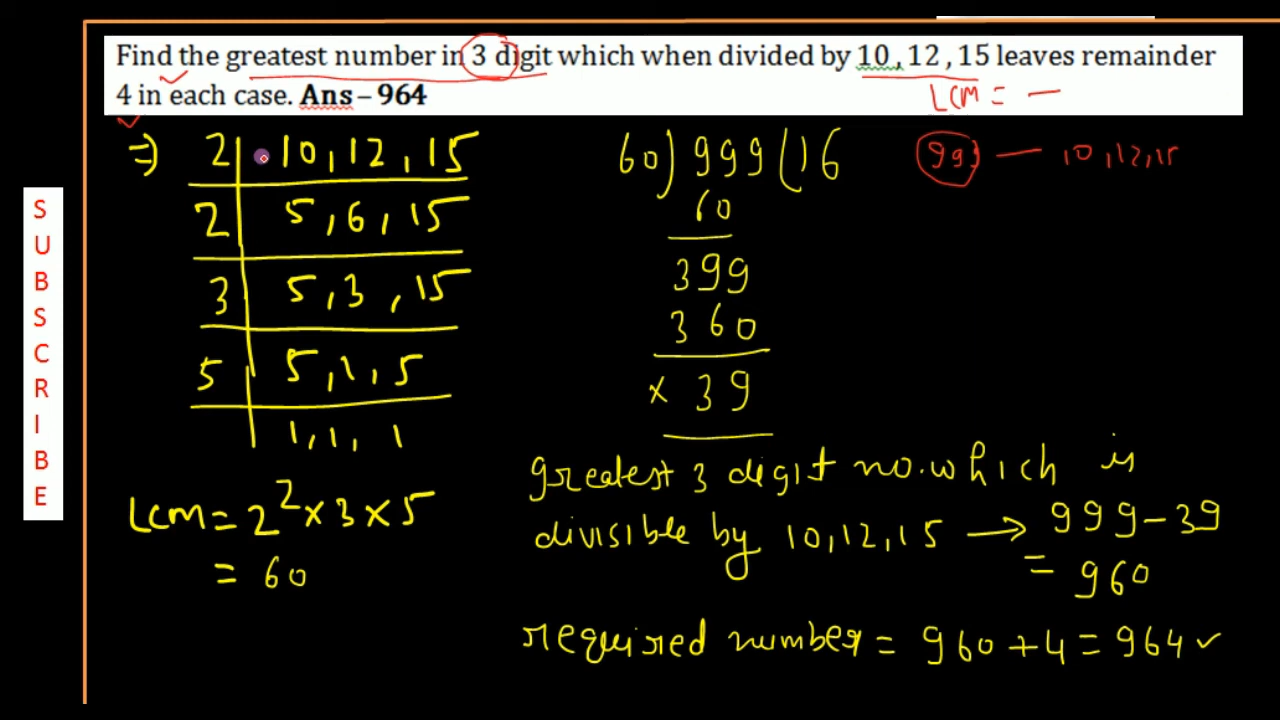 Find the greatest number in 3 digit which when divided by 10, 12, 15 leaves remainder
4 in each case. Ans – 964
LCM = —
=) 2 | 10, 12, 15
2 | 5, 6, 15
3 | 5, 3, 15
5 | 5, 1, 5
1, 1, 1
LCM = 2² × 3 × 5
= 60
60) 999 (16
60
399
360
× 39
999 — 10, 12, 15
greatest 3 digit no. which is
divisible by 10, 12, 15 → 999 - 39
= 960
required number = 960 + 4 = 964 ✓
S
U
B
S
C
R
I
B
E